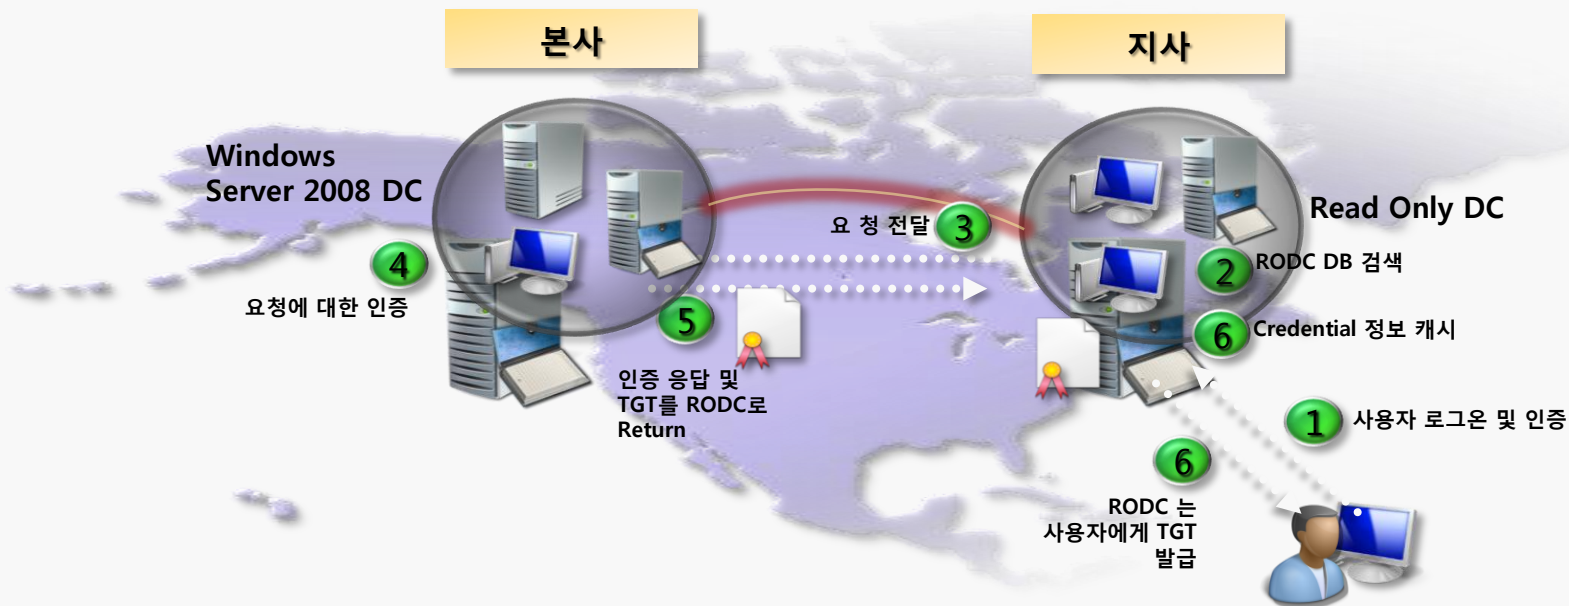 본사
지사
Windows
Server 2008 DC
Read Only DC
요 청 전달
3
4
요청에 대한 인증
2
RODC DB 검색
5
인증 응답 및
TGT를 RODC로
Return
6
Credential 정보 캐시
1
사용자 로그온 및 인증
6
RODC 는
사용자에게 TGT
발급